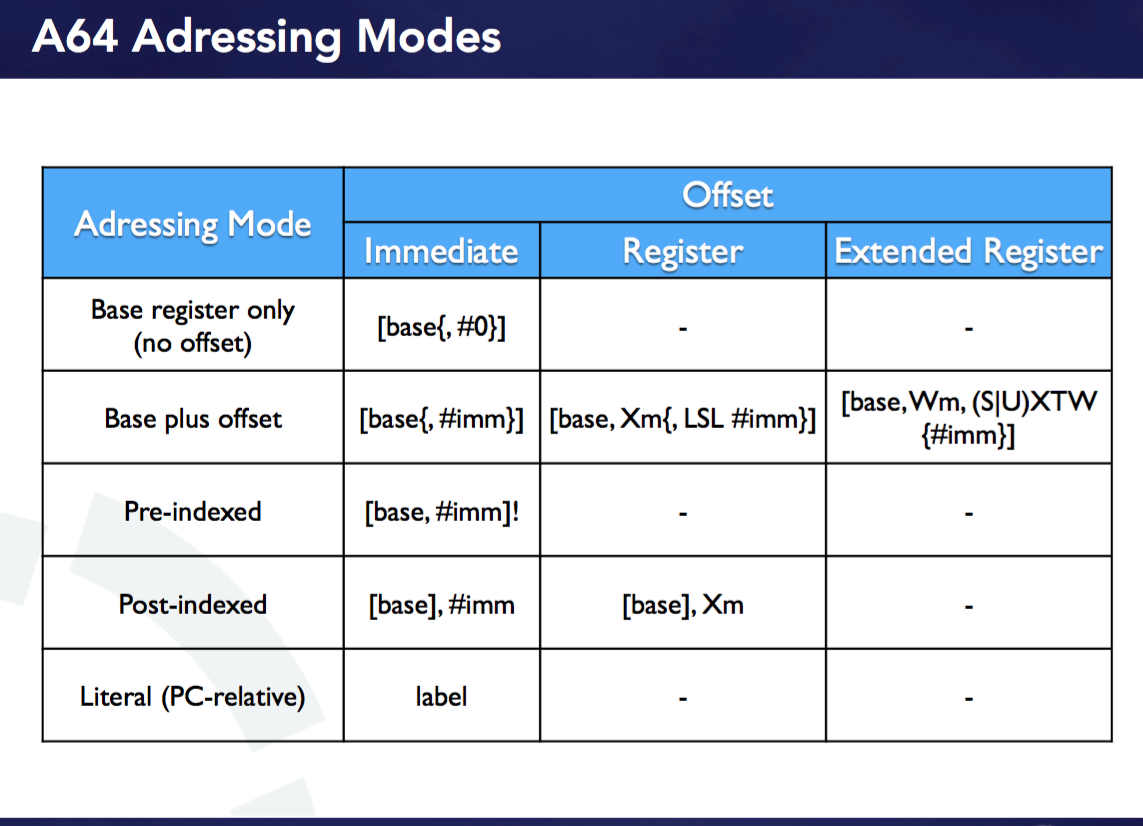 A64 Adressing Modes
Adressing Mode
Offset
Immediate
Register
Extended Register
Base register only
(no offset)
[base{, #0}]
-
-
Base plus offset
[base{, #imm}]
[base, Xm{, LSL #imm}]
[base,Wm, (S|U)XTW
{#imm}]
Pre-indexed
[base, #imm]!
-
-
Post-indexed
[base], #imm
[base], Xm
-
Literal (PC-relative)
label
-
-